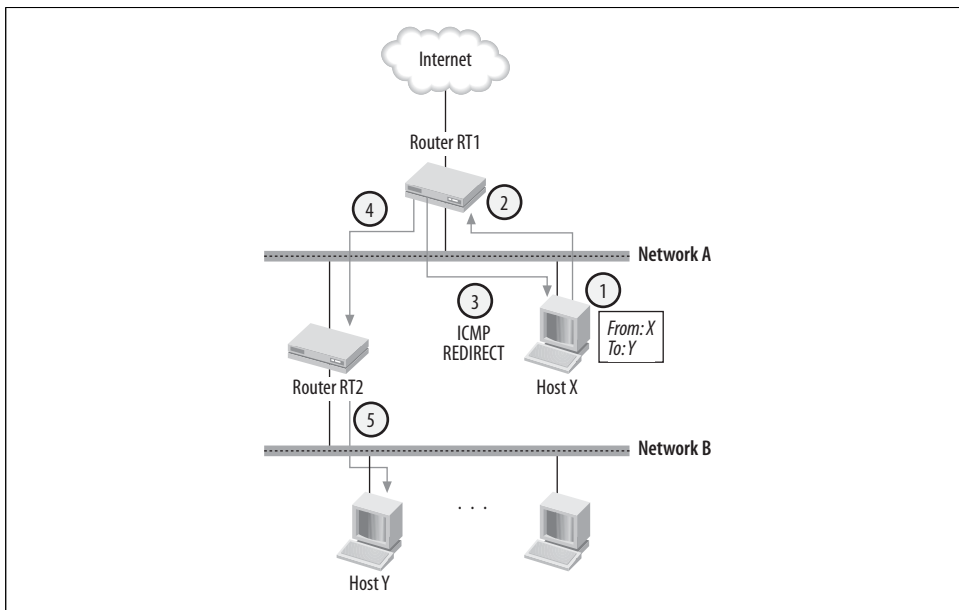 Internet
Router RT1
2
4
Network A
1
3
ICMP
REDIRECT
From: X
To: Y
Router RT2
Host X
5
Network B
. . .
Host Y